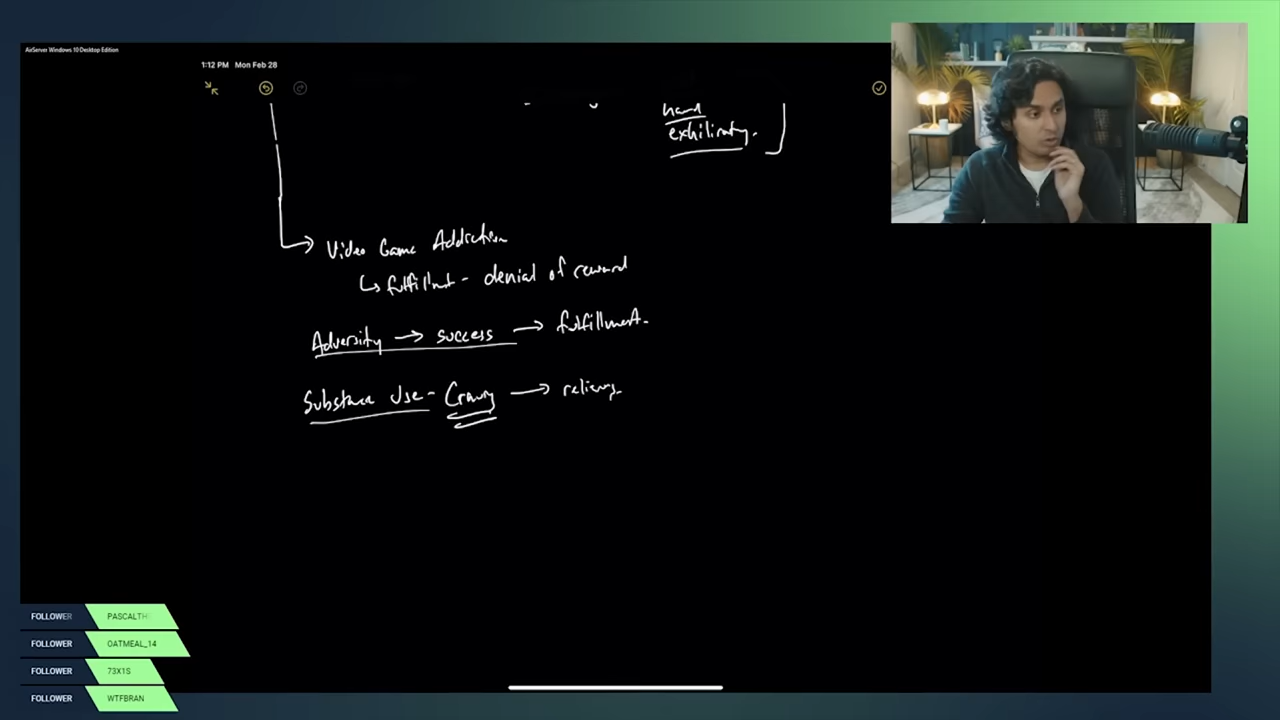 AirServer Windows 10 Desktop Edition
1:12 PM Mon Feb 28
hard
exhilirating.
Video Game Addiction
↳ fulfillment - denial of reward
Adversity → success → fulfillment.
Substance Use - Craving → relieving.
FOLLOWER PASCALTH
FOLLOWER OATMEAL_14
FOLLOWER 73X1S
FOLLOWER WTFBRAN